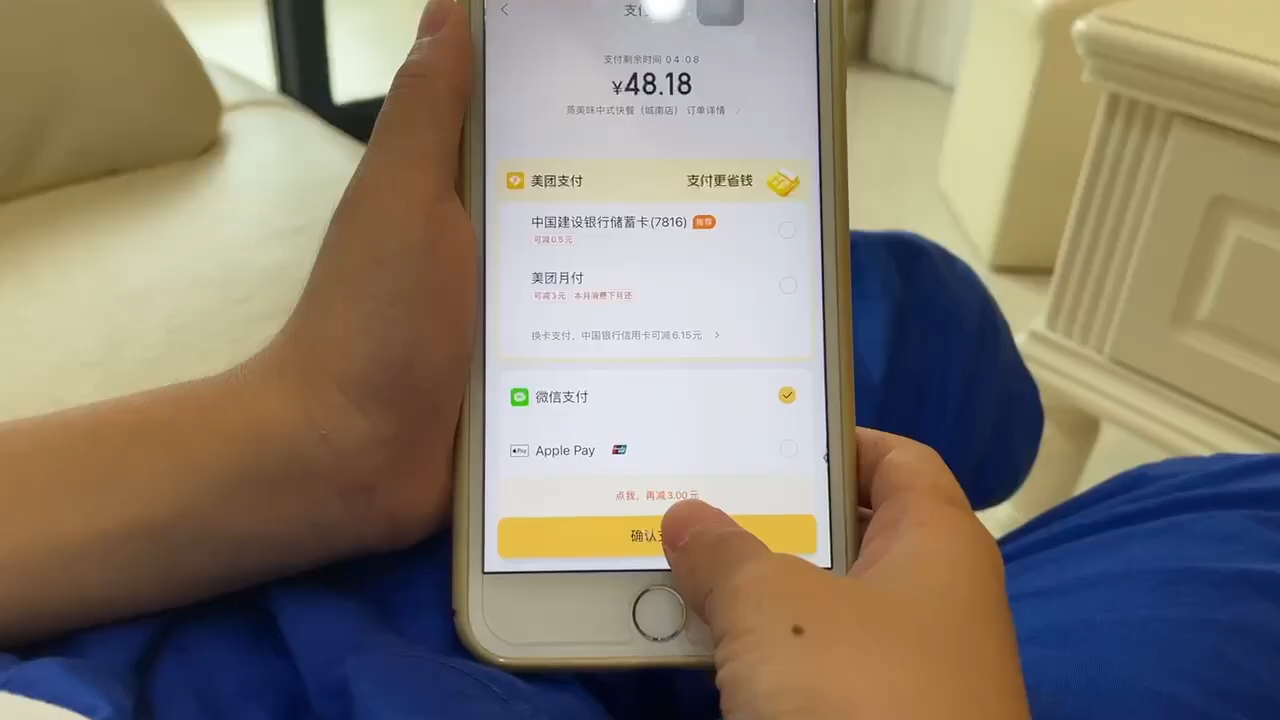 支付剩余时间 04:08
¥48.18
蒸美味中式快餐（城南店） 订单详情
美团支付
支付更省钱
中国建设银行储蓄卡(7816) 推荐
可减0.5元
美团月付
可减3元 本月消费下月还
换卡支付，中国银行信用卡可减6.15元
微信支付
Pay Apple Pay
点我，再减3.00元
确认